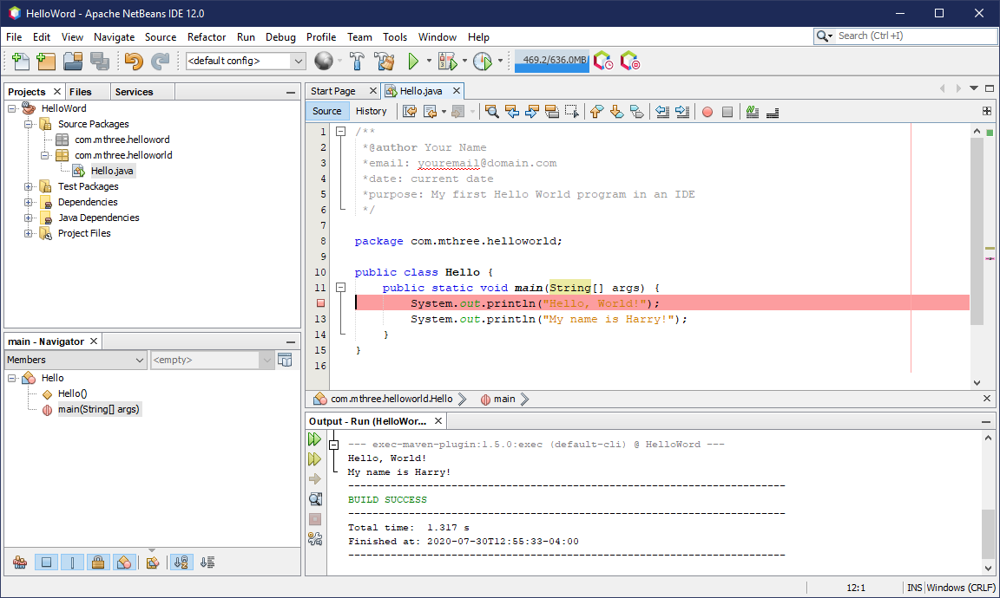 HelloWord - Apache NetBeans IDE 12.0
File Edit View Navigate Source Refactor Run Debug Profile Team Tools Window Help
Search (Ctrl+I)
<default config>
469.2/636.0MB
Projects Files Services
HelloWord
Source Packages
com.mthree.helloword
com.mthree.helloworld
Hello.java
Test Packages
Dependencies
Java Dependencies
Project Files
main - Navigator
Members
<empty>
Hello
Hello()
main(String[] args)
Start Page Hello.java
Source History
1 /**
2 *@author Your Name
3 *email: youremail@domain.com
4 *date: current date
5 *purpose: My first Hello World program in an IDE
6 */
7
8 package com.mthree.helloworld;
9
10 public class Hello {
11 public static void main(String[] args) {
System.out.println("Hello, World!");
13 System.out.println("My name is Harry!");
14 }
15 }
16
com.mthree.helloworld.Hello main
Output - Run (HelloWor...
--- exec-maven-plugin:1.5.0:exec (default-cli) @ HelloWord ---
Hello, World!
My name is Harry!
------------------------------------------------------------------------
BUILD SUCCESS
------------------------------------------------------------------------
Total time:  1.317 s
Finished at: 2020-07-30T12:55:33-04:00
------------------------------------------------------------------------
12:1 INS Windows (CRLF)